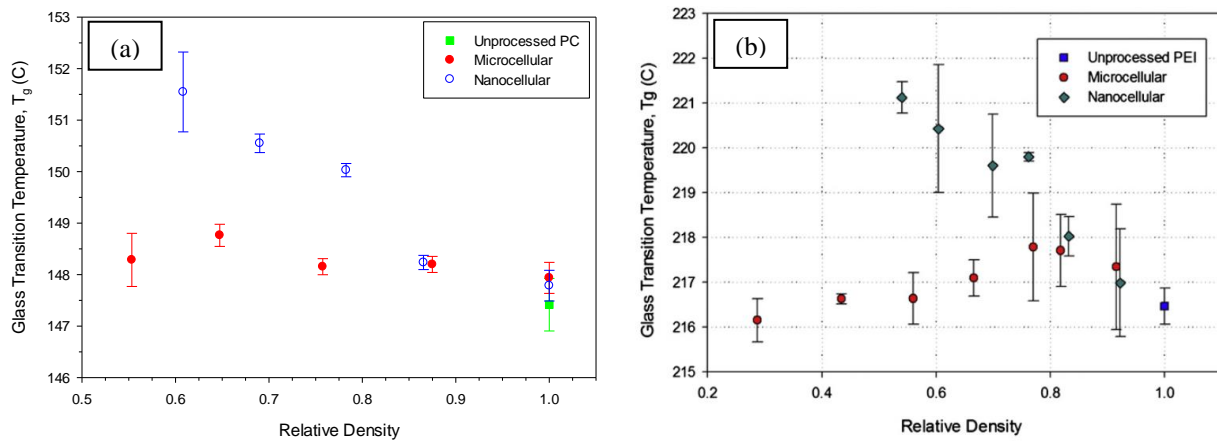 (a)
153
152
151
150
149
148
147
146
0.5 0.6 0.7 0.8 0.9 1.0
Glass Transition Temperature, Tg (C)
Relative Density
Unprocessed PC
Microcellular
Nanocellular
(b)
223
222
221
220
219
218
217
216
215
0.2 0.4 0.6 0.8 1.0
Glass Transition Temperature, Tg (C)
Relative Density
Unprocessed PEI
Microcellular
Nanocellular